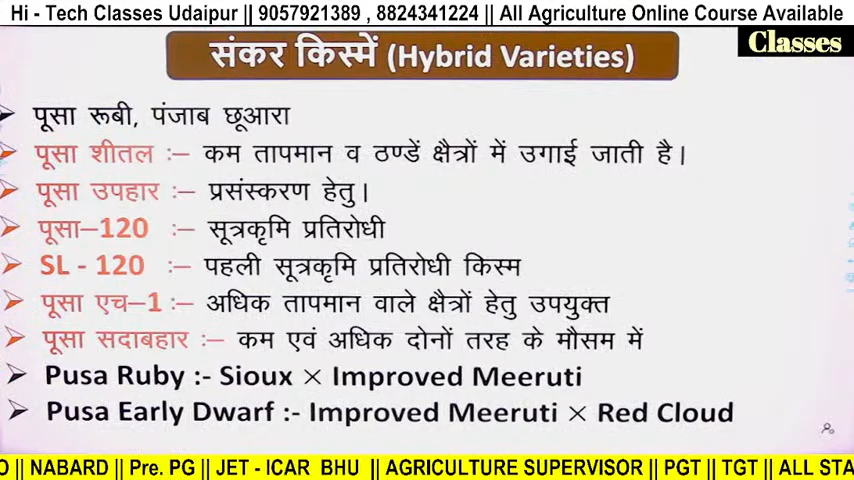 Hi - Tech Classes Udaipur || 9057921389 , 8824341224 || All Agriculture Online Course Available
Classes
संकर किस्में (Hybrid Varieties)
पूसा रूबी, पंजाब छूआरा
पूसा शीतल :– कम तापमान व ठण्डें क्षैत्रों में उगाई जाती है।
पूसा उपहार :– प्रसंस्करण हेतु।
पूसा–120 :– सूत्रकृमि प्रतिरोधी
SL - 120 :– पहली सूत्रकृमि प्रतिरोधी किस्म
पूसा एच–1 :– अधिक तापमान वाले क्षैत्रों हेतु उपयुक्त
पूसा सदाबहार :– कम एवं अधिक दोनों तरह के मौसम में
Pusa Ruby :- Sioux × Improved Meeruti
Pusa Early Dwarf :- Improved Meeruti × Red Cloud
O || NABARD || Pre. PG || JET - ICAR BHU || AGRICULTURE SUPERVISOR || PGT || TGT || ALL STA